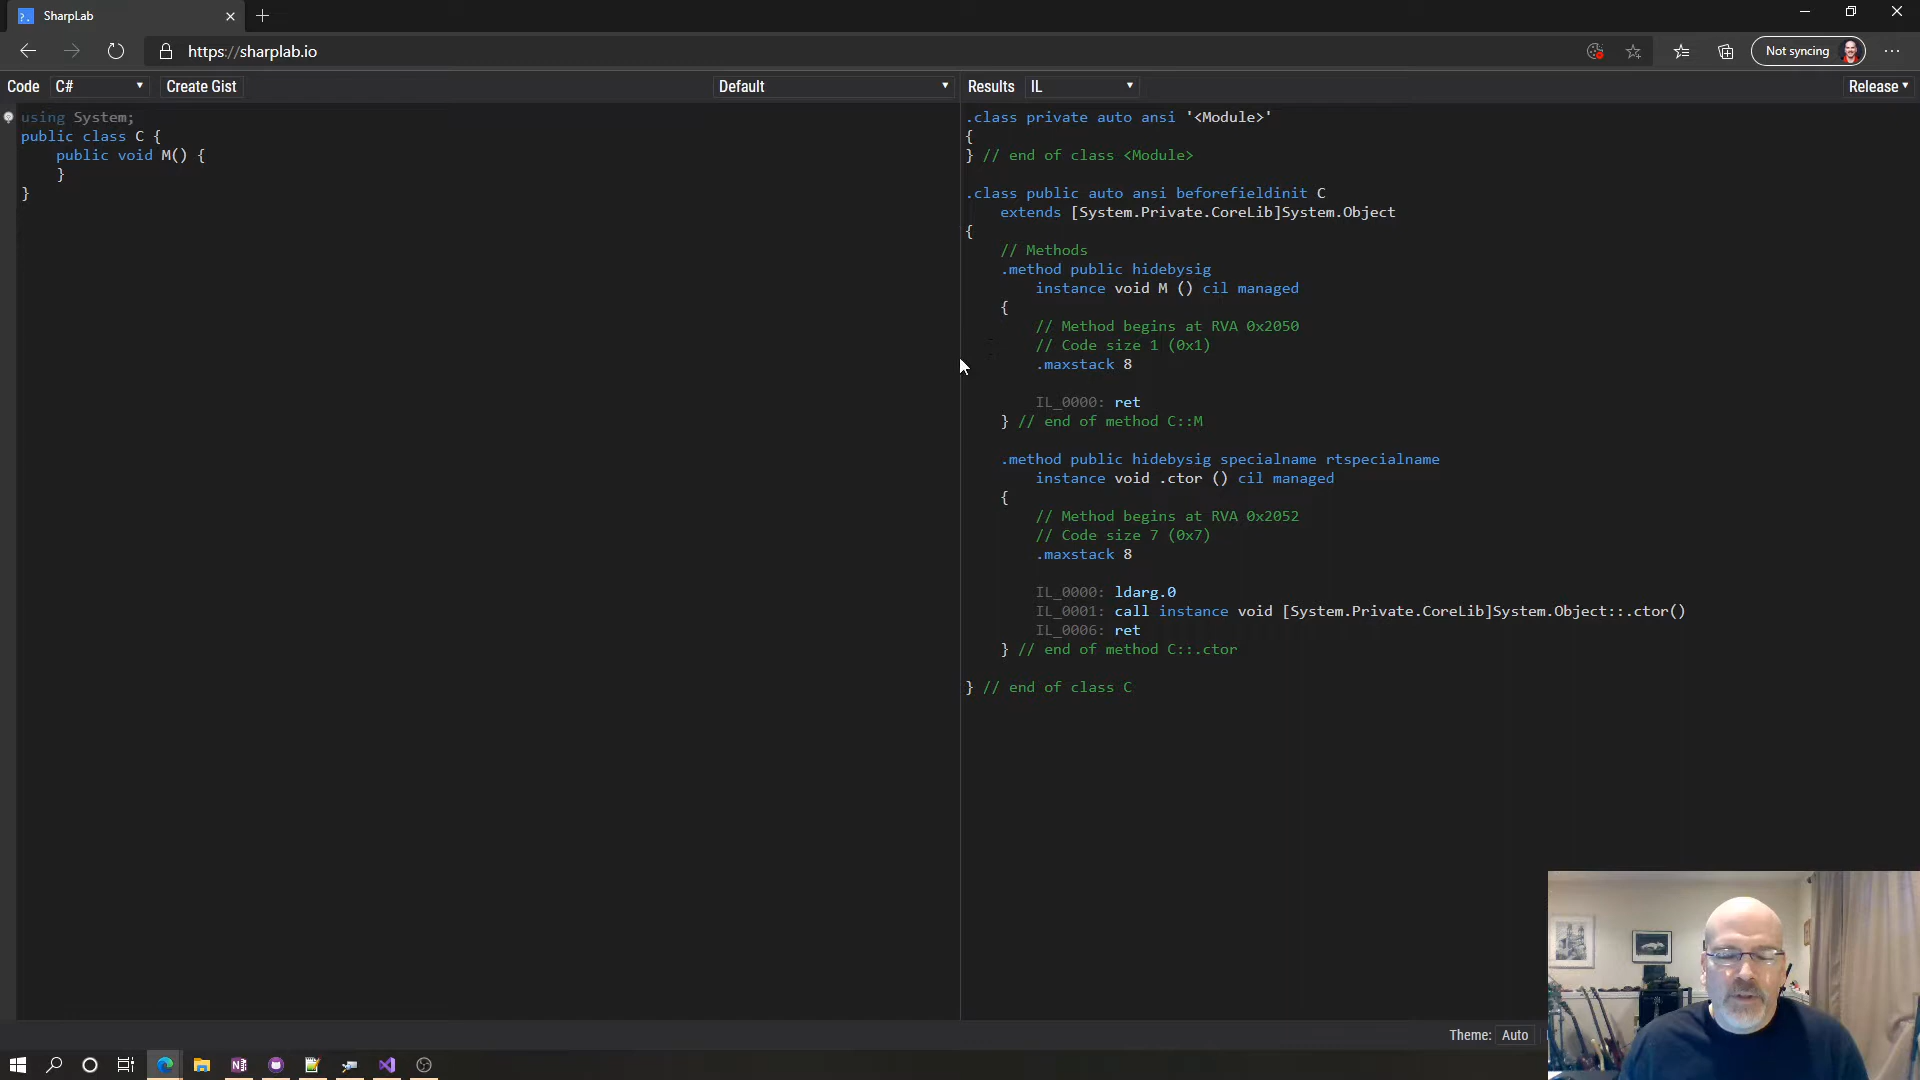 SharpLab
https://sharplab.io
Not syncing
Code C# Create Gist Default
Results IL Release
using System;
public class C {
    public void M() {
    }
}
.class private auto ansi '<Module>'
{
} // end of class <Module>
.class public auto ansi beforefieldinit C
    extends [System.Private.CoreLib]System.Object
{
    // Methods
    .method public hidebysig
        instance void M () cil managed
    {
        // Method begins at RVA 0x2050
        // Code size 1 (0x1)
        .maxstack 8
        IL_0000: ret
    } // end of method C::M
    .method public hidebysig specialname rtspecialname
        instance void .ctor () cil managed
    {
        // Method begins at RVA 0x2052
        // Code size 7 (0x7)
        .maxstack 8
        IL_0000: ldarg.0
        IL_0001: call instance void [System.Private.CoreLib]System.Object::.ctor()
        IL_0006: ret
    } // end of method C::.ctor
} // end of class C
Theme: Auto